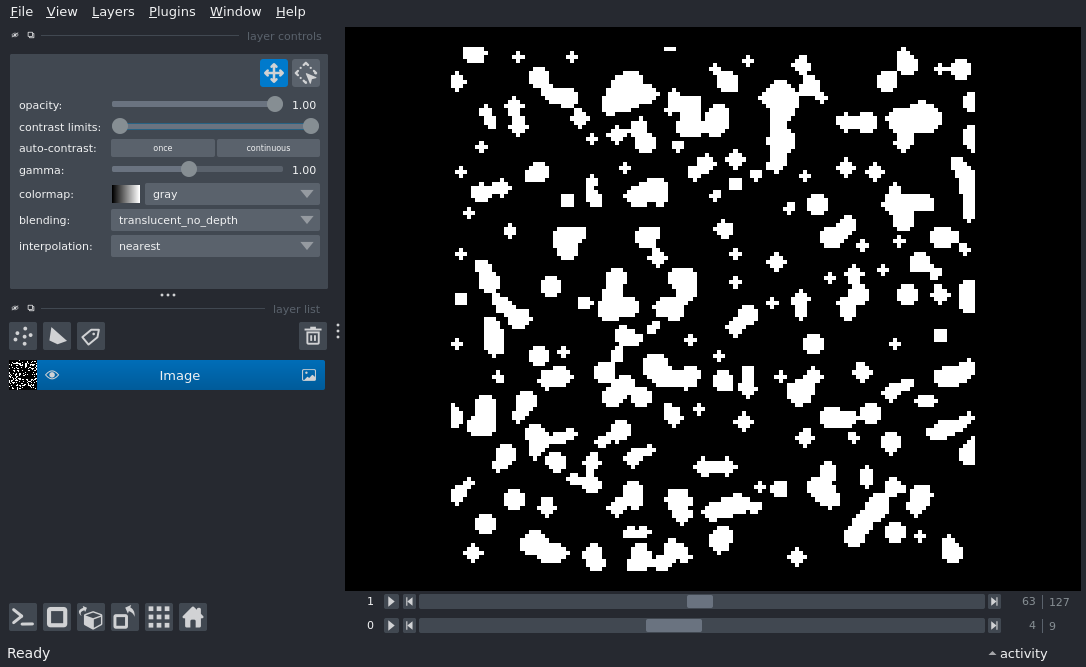 File View Layers Plugins Window Help
layer controls
opacity: 1.00
contrast limits:
auto-contrast: once continuous
gamma: 1.00
colormap: gray
blending: translucent_no_depth
interpolation: nearest
layer list
Image
1 63 127
0 4 9
Ready activity